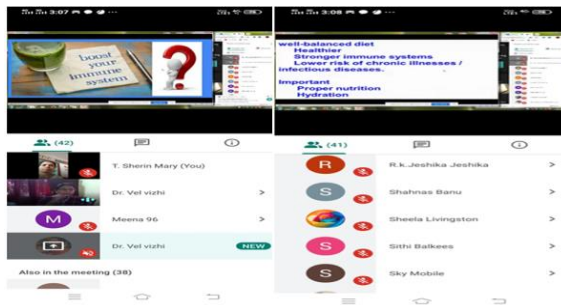 3:07
boost
your
Immune
system
(42)
T. Sherin Mary (You)
Dr. Vel vizhi
M
Meena 96
Dr. Vel vizhi
NEW
Also in the meeting (38)
3:08
well-balanced diet
Healthier
Stronger immune systems
Lower risk of chronic illnesses /
infectious diseases.
Important
Proper nutrition
Hydration
(41)
R
R.k.Jeshika Jeshika
S
Shahnas Banu
Sheela Livingston
S
Sithi Balkees
S
Sky Mobile